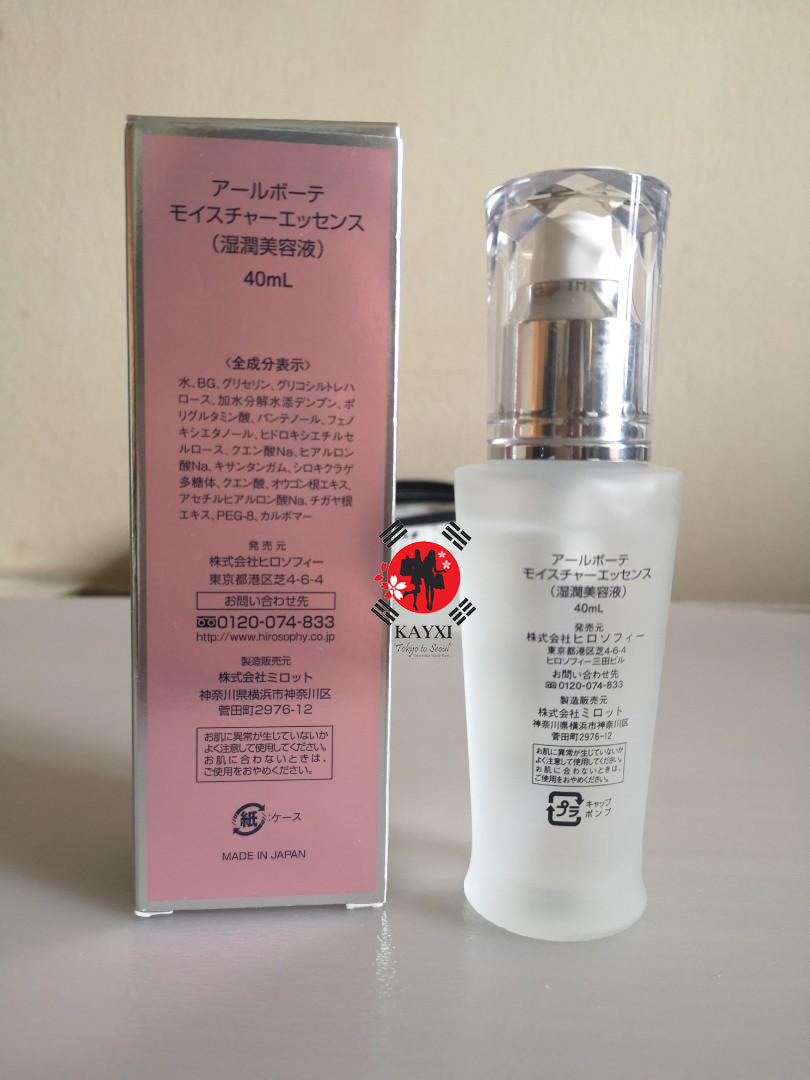 アールボーテ
モイスチャーエッセンス
(湿潤美容液)
40mL
〈全成分表示〉
水、BG、グリセリン、グリコシルトレハ
ロース、加水分解水添デンプン、ポ
リグルタミン酸、パンテノール、フェノ
キシエタノール、ヒドロキシエチルセ
ルロース、クエン酸Na、ヒアルロン
酸Na、キサンタンガム、シロキクラゲ
多糖体、クエン酸、オウゴン根エキス、
アセチルヒアルロン酸Na、チガヤ根
エキス、PEG-8、カルボマー
発売元
株式会社ヒロソフィー
東京都港区芝4-6-4
お問い合わせ先
0120-074-833
http://www.hirosophy.co.jp
製造販売元
株式会社ミロット
神奈川県横浜市神奈川区
菅田町2976-12
お肌に異常が生じていないか
よく注意して使用してください。
お肌に合わないときは、
ご使用をおやめください。
紙:ケース
MADE IN JAPAN
KAYXI
"Tokyo to Seoul"
アールボーテ
モイスチャーエッセンス
(湿潤美容液)
40mL
発売元
株式会社ヒロソフィー
東京都港区芝4-6-4
ヒロソフィー三田ビル
お問い合わせ先
0120-074-833
製造販売元
株式会社ミロット
神奈川県横浜市神奈川区
菅田町2976-12
お肌に異常が生じていないか
よく注意して使用してください。
お肌に合わないときは、
ご使用をおやめください。
プラ
キャップ
ポンプ